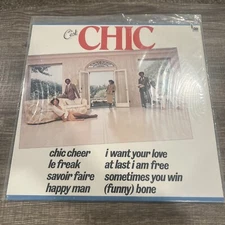 C'est
CHIC
chic cheer
le freak
savoir faire
happy man
i want your love
at last i am free
sometimes you win
(funny) bone